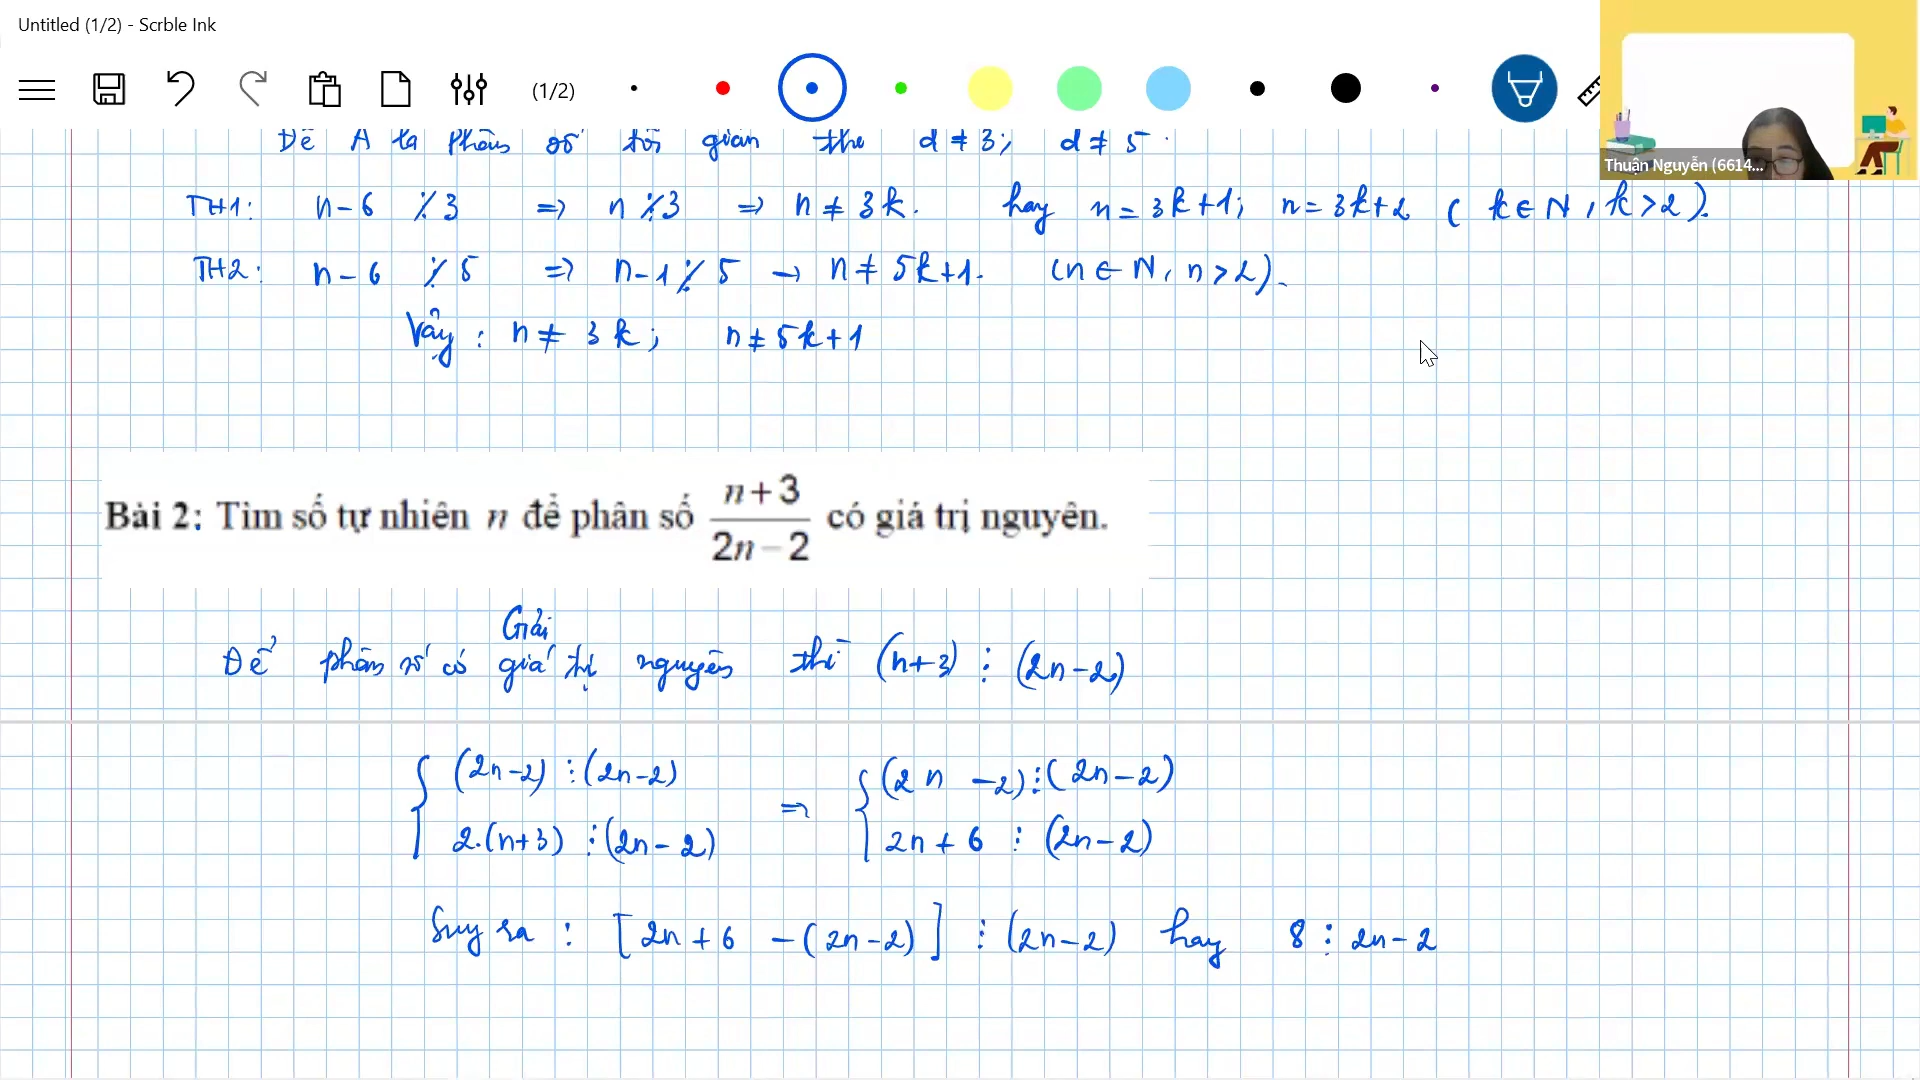 Untitled (1/2) - Scrble Ink
(1/2)
Thuận Nguyễn (6614...
Để A là phân số tối giản thì d ≠ 3; d ≠ 5.
TH1: n-6 ⋮̸ 3 => n ⋮̸ 3 => n ≠ 3k. hay n = 3k+1; n = 3k+2 (k ∈ N, k > 2).
TH2: n-6 ⋮̸ 5 => n-1 ⋮̸ 5 → n ≠ 5k+1. (n ∈ N, n > 2).
Vậy: n ≠ 3k; n ≠ 5k+1
Bài 2: Tìm số tự nhiên n để phân số (n+3)/(2n-2) có giá trị nguyên.
Giải
Để phân số có giá trị nguyên thì (n+3) ⋮ (2n-2)
{ (2n-2) ⋮ (2n-2) => { (2n-2) ⋮ (2n-2)
2.(n+3) ⋮ (2n-2) 2n+6 ⋮ (2n-2)
Suy ra : [2n+6 -(2n-2)] ⋮ (2n-2) hay 8 ⋮ 2n-2